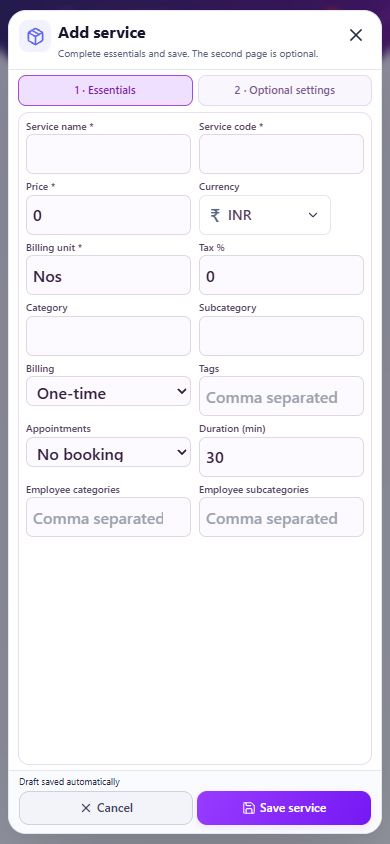 Add service
Complete essentials and save. The second page is optional.
1 · Essentials
2 · Optional settings
Service name *
Service code *
Price *
Currency
0
₹ INR
Billing unit *
Tax %
Nos
0
Category
Subcategory
Billing
Tags
One-time
Comma separated
Appointments
Duration (min)
No booking
30
Employee categories
Employee subcategories
Comma separated
Comma separated
Draft saved automatically
Cancel
Save service